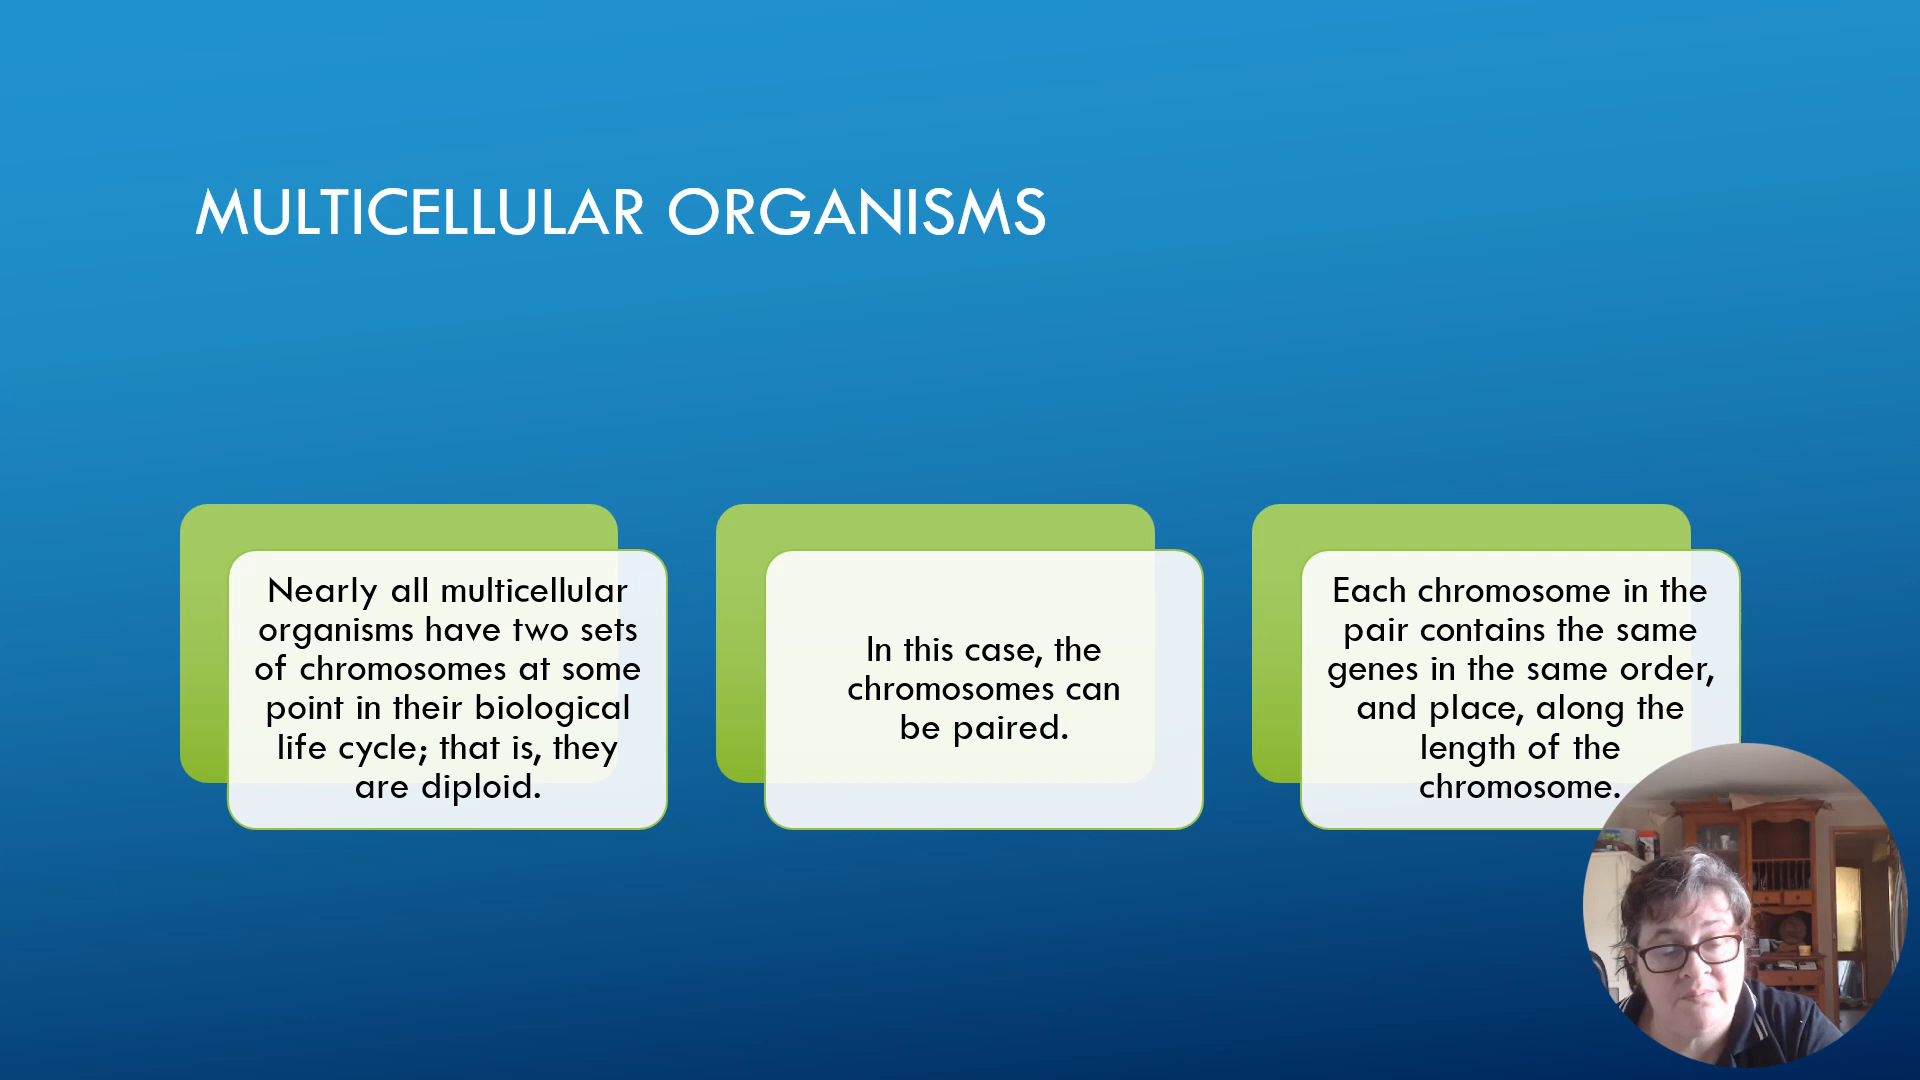 MULTICELLULAR ORGANISMS
Nearly all multicellular
organisms have two sets
of chromosomes at some
point in their biological
life cycle; that is, they
are diploid.
In this case, the
chromosomes can
be paired.
Each chromosome in the
pair contains the same
genes in the same order,
and place, along the
length of the
chromosome.